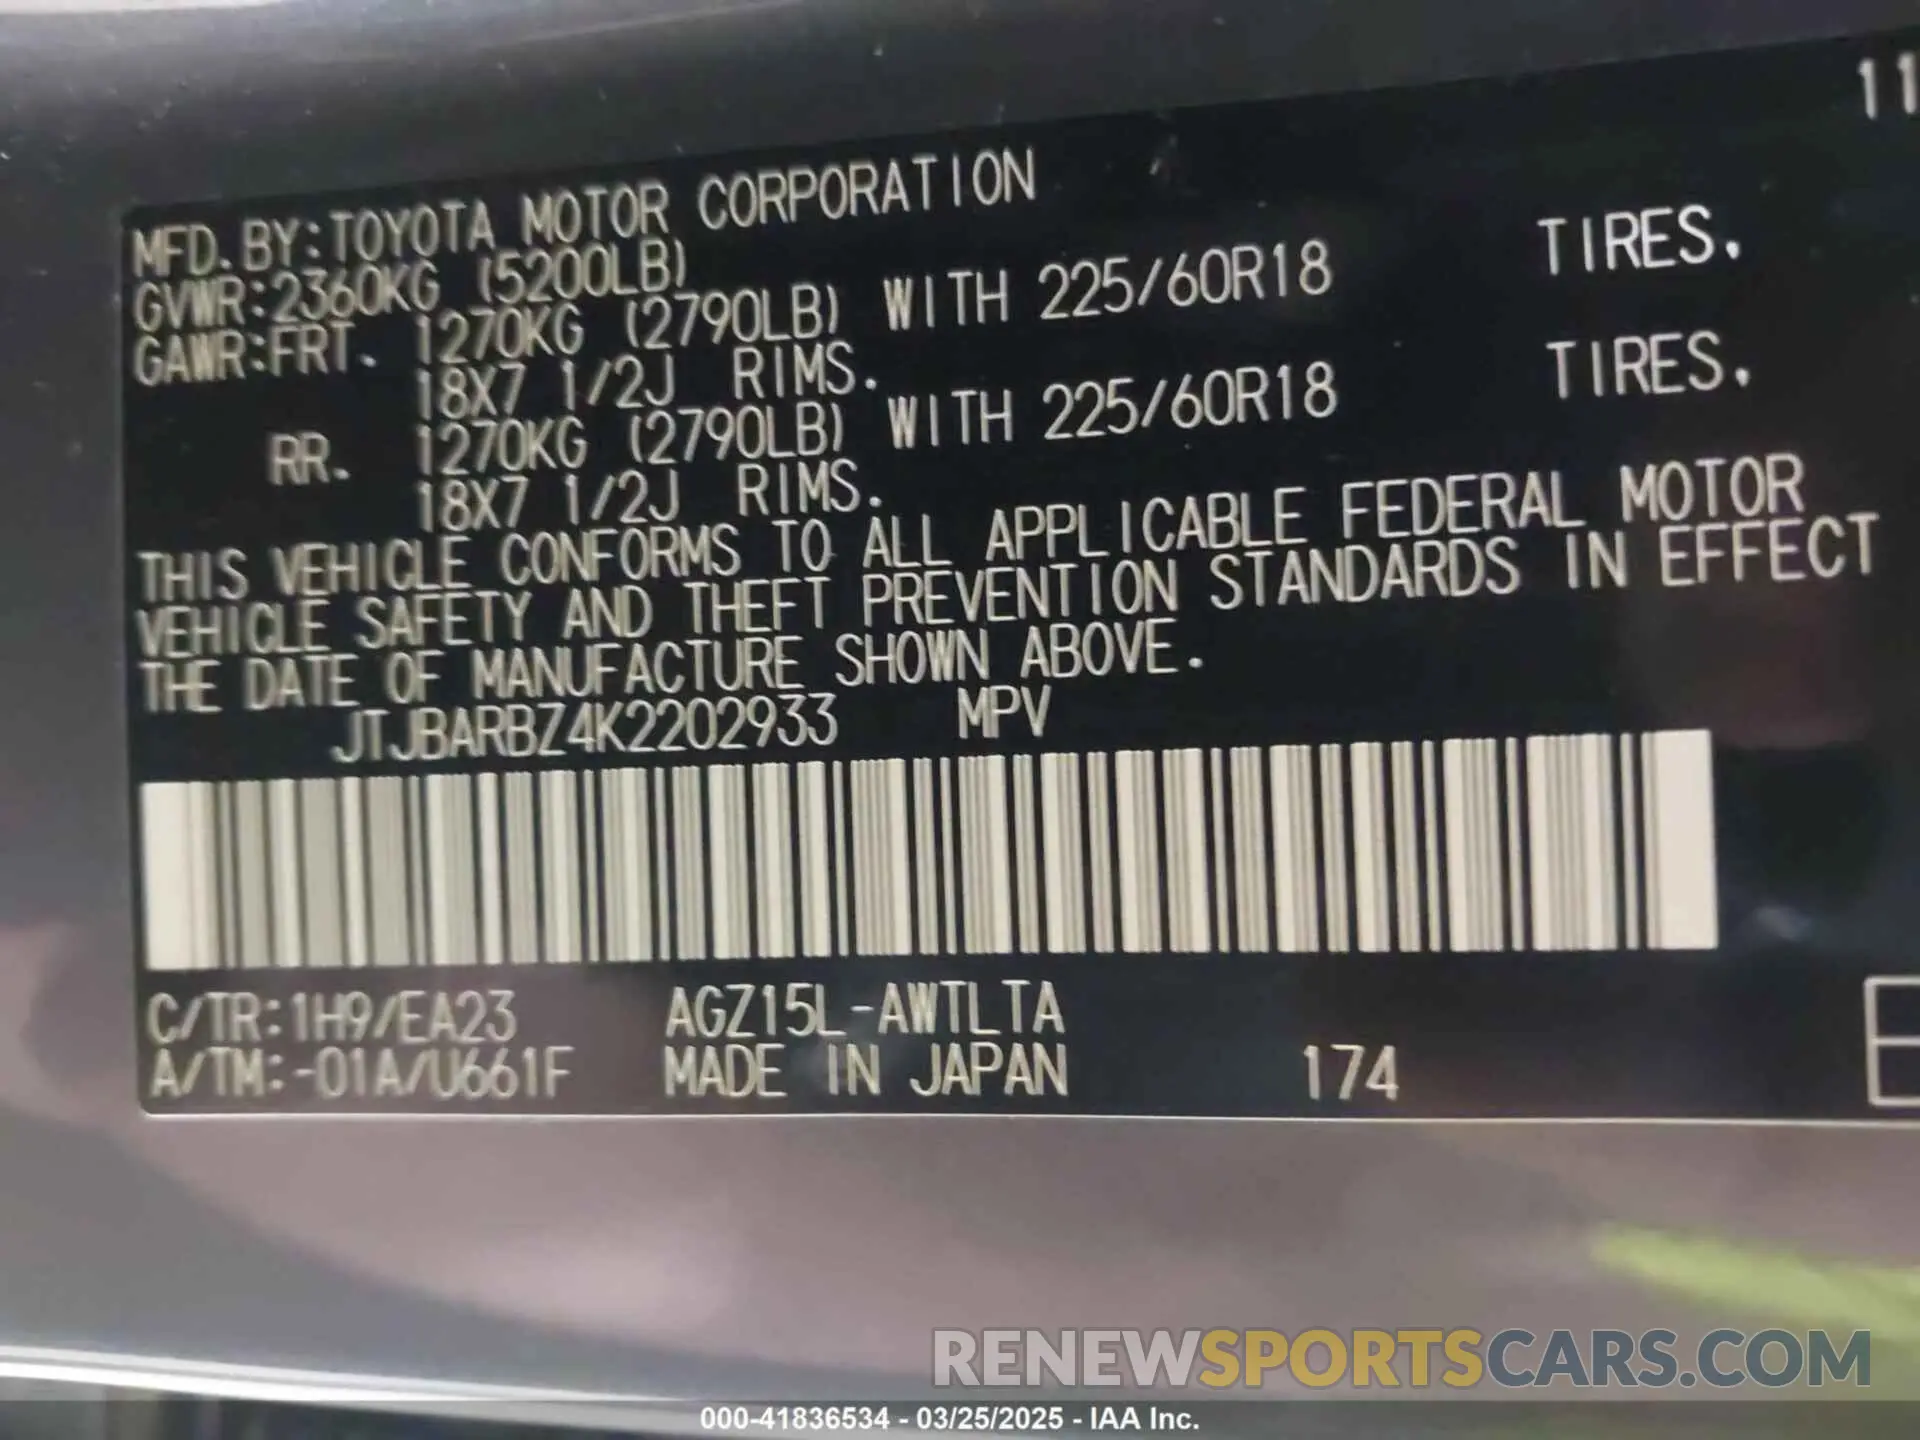 11
MFD. BY:TOYOTA MOTOR CORPORATION
GVWR:2360KG (5200LB)
GAWR:FRT. 1270KG (2790LB) WITH 225/60R18 TIRES.
18X7 1/2J RIMS.
RR. 1270KG (2790LB) WITH 225/60R18 TIRES.
18X7 1/2J RIMS.
THIS VEHICLE CONFORMS TO ALL APPLICABLE FEDERAL MOTOR
VEHICLE SAFETY AND THEFT PREVENTION STANDARDS IN EFFECT
THE DATE OF MANUFACTURE SHOWN ABOVE.
JTJBARBZ4K2202933 MPV
C/TR:1H9/EA23 AGZ15L-AWTLTA
A/TM:-01A/U661F MADE IN JAPAN 174
RENEWSPORTSCARS.COM
000-41836534 - 03/25/2025 - IAA Inc.